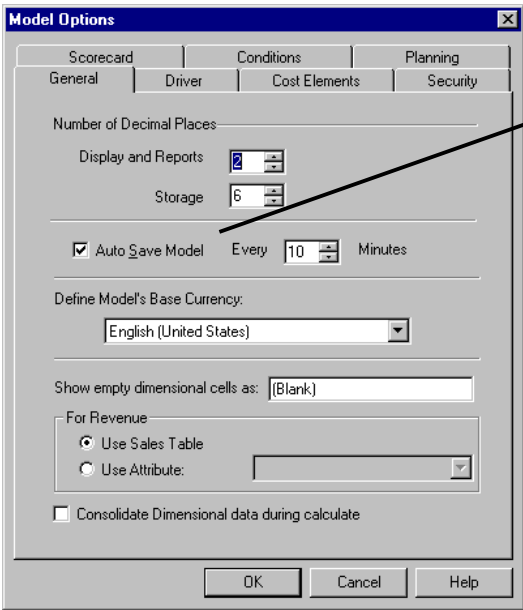 Model Options
Scorecard Conditions Planning
General Driver Cost Elements Security
Number of Decimal Places
Display and Reports 2
Storage 6
Auto Save Model Every 10 Minutes
Define Model's Base Currency:
English (United States)
Show empty dimensional cells as: (Blank)
For Revenue
Use Sales Table
Use Attribute:
Consolidate Dimensional data during calculate
OK Cancel Help